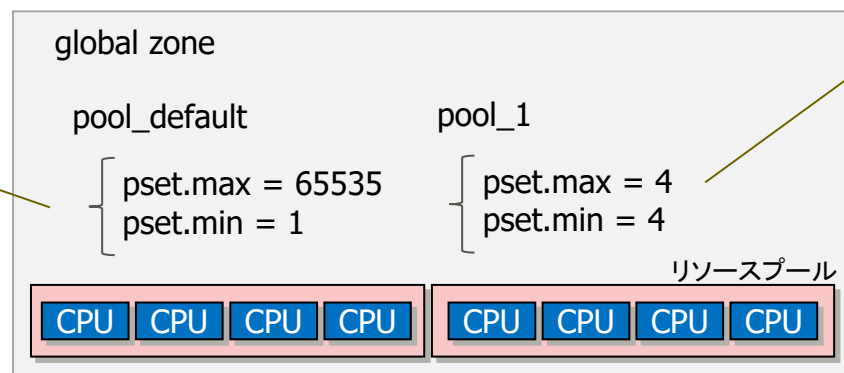 global zone
pool_default
pset.max = 65535
pset.min = 1
pool_1
pset.max = 4
pset.min = 4
リソースプール
CPU CPU CPU CPU
CPU CPU CPU CPU